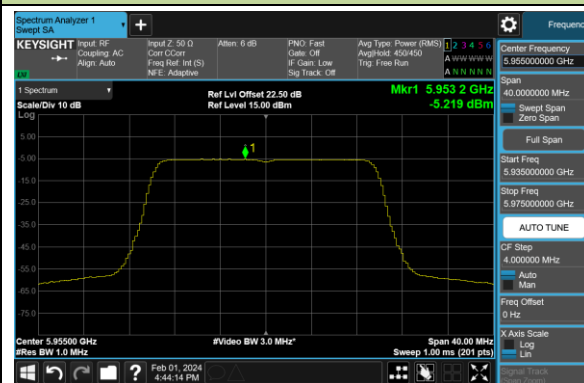 Spectrum Analyzer 1
Swept SA
+
Frequen
KEYSIGHT
Input: RF
Coupling: AC
Align: Auto
Input Z: 50 Ω
Corr CCorr
Freq Ref: Int (S)
NFE: Adaptive
Atten: 6 dB
PNO: Fast
Gate: Off
IF Gain: Low
Sig Track: Off
Avg Type: Power (RMS)
Avg|Hold: 450/450
Trig: Free Run
1 2 3 4 5 6
A W W W W W
A N N N N N
1 Spectrum
Scale/Div 10 dB
Log
Ref Lvl Offset 22.50 dB
Ref Level 15.00 dBm
Mkr1 5.953 2 GHz
-5.219 dBm
5.00
-5.00
-15.0
-25.0
-35.0
-45.0
-55.0
-65.0
-75.0
1
Center 5.95500 GHz
#Res BW 1.0 MHz
#Video BW 3.0 MHz*
Span 40.00 MHz
Sweep 1.00 ms (201 pts)
Feb 01, 2024
4:44:14 PM
Center Frequency
5.955000000 GHz
Span
40.0000000 MHz
Swept Span
Zero Span
Full Span
Start Freq
5.935000000 GHz
Stop Freq
5.975000000 GHz
AUTO TUNE
CF Step
4.000000 MHz
Auto
Man
Freq Offset
0 Hz
X Axis Scale
Log
Lin
Signal Track